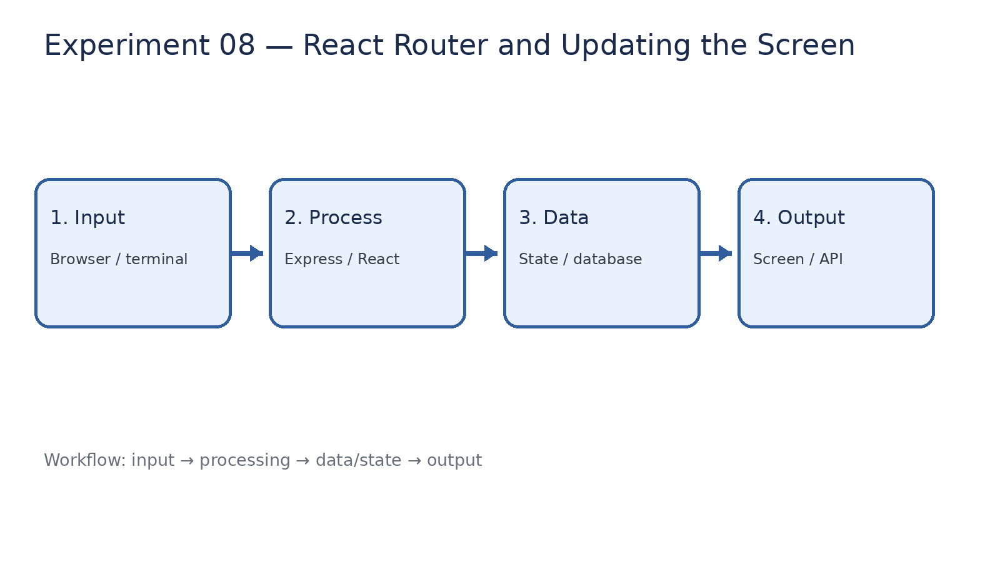 Experiment 08 — React Router and Updating the Screen
1. Input
Browser / terminal
2. Process
Express / React
3. Data
State / database
4. Output
Screen / API
Workflow: input → processing → data/state → output